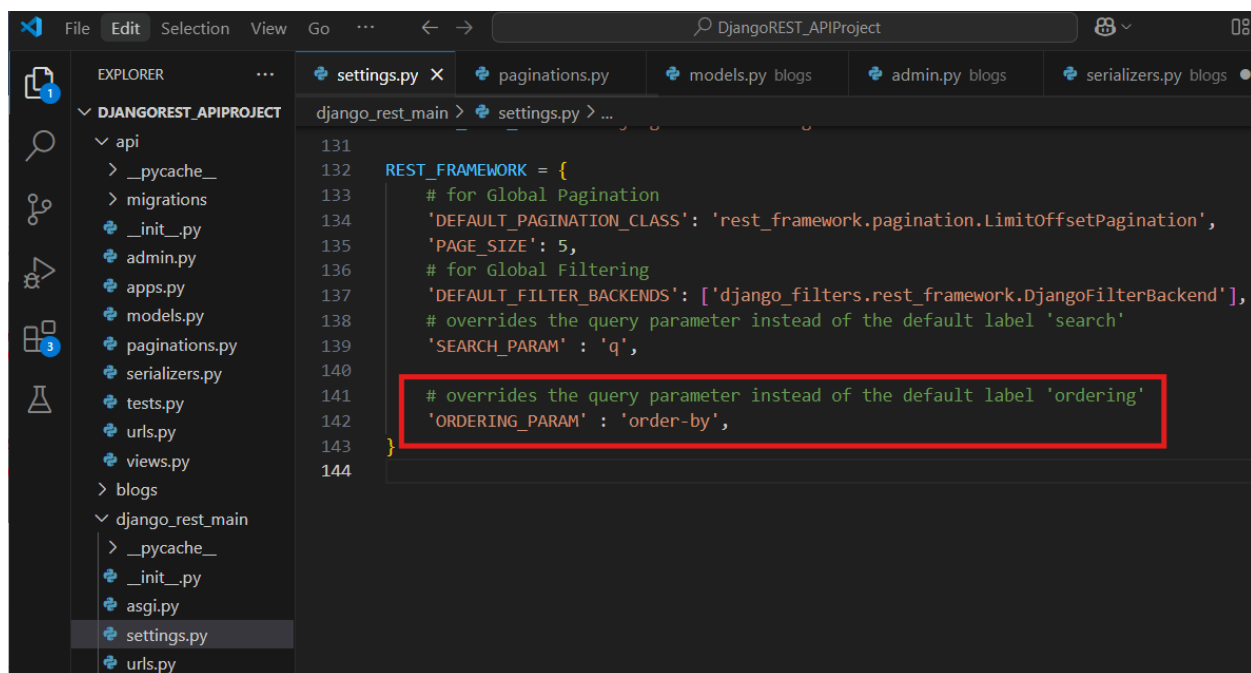 File Edit Selection View Go ··· ← → DjangoREST_APIProject
EXPLORER ···
DJANGOREST_APIPROJECT
api
__pycache__
migrations
__init__.py
admin.py
apps.py
models.py
paginations.py
serializers.py
tests.py
urls.py
views.py
blogs
django_rest_main
__pycache__
__init__.py
asgi.py
settings.py
urls.py
1
3
settings.py × paginations.py models.py blogs admin.py blogs serializers.py blogs ●
django_rest_main > settings.py > ...
131
132 REST_FRAMEWORK = {
133 # for Global Pagination
134 'DEFAULT_PAGINATION_CLASS': 'rest_framework.pagination.LimitOffsetPagination',
135 'PAGE_SIZE': 5,
136 # for Global Filtering
137 'DEFAULT_FILTER_BACKENDS': ['django_filters.rest_framework.DjangoFilterBackend'],
138 # overrides the query parameter instead of the default label 'search'
139 'SEARCH_PARAM' : 'q',
140
141 # overrides the query parameter instead of the default label 'ordering'
142 'ORDERING_PARAM' : 'order-by',
143 }
144